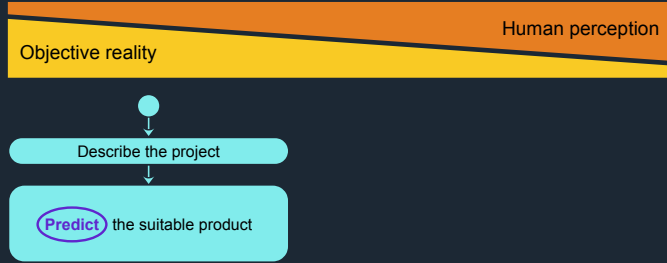 Human perception
Objective reality
Describe the project
Predict the suitable product